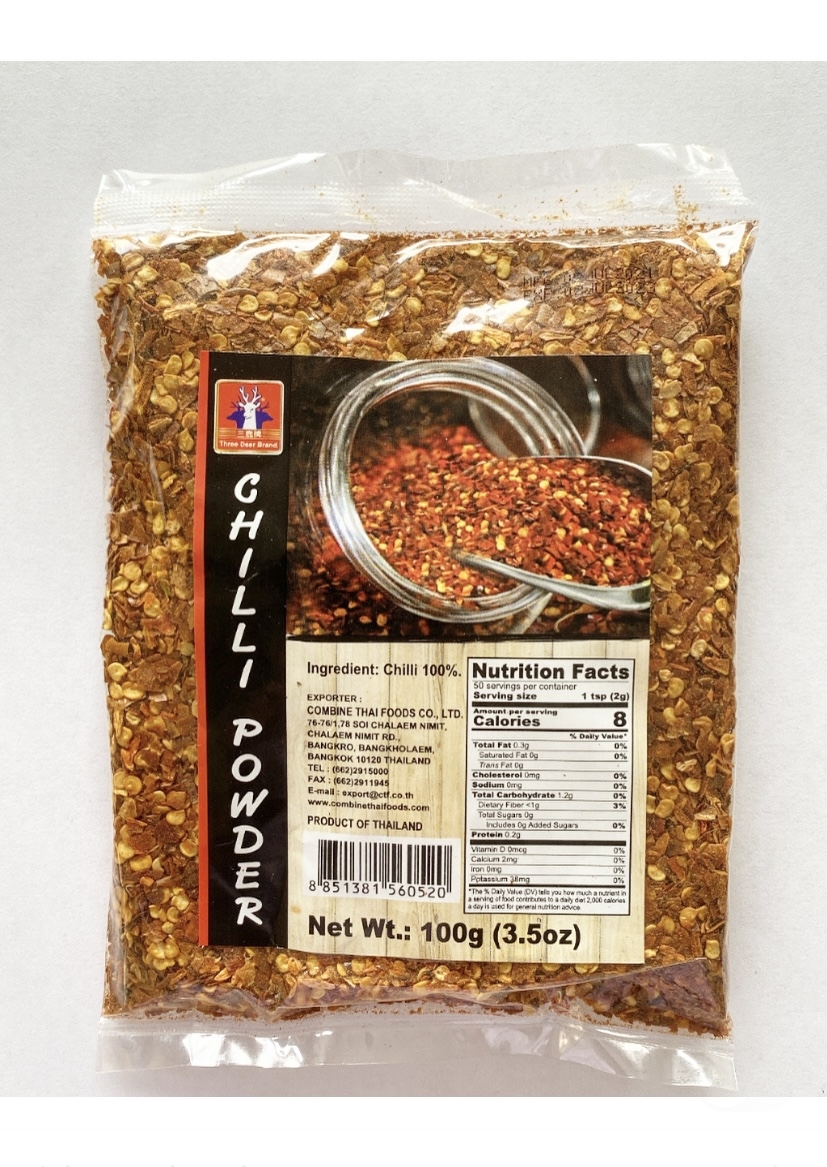 三鹿牌
Three Deer Brand
CHILLI POWDER
Ingredient: Chilli 100%.
EXPORTER :
COMBINE THAI FOODS CO., LTD.
76-76/1,78 SOI CHALAEM NIMIT,
CHALAEM NIMIT RD.,
BANGKRO, BANGKHOLAEM,
BANGKOK 10120 THAILAND
TEL : (662)2915000
FAX : (662)2911945
E-mail : export@ctf.co.th
www.combinethaifoods.com
PRODUCT OF THAILAND
8 851381 560520
Net Wt.: 100g (3.5oz)
Nutrition Facts
50 servings per container
Serving size 1 tsp (2g)
Amount per serving
Calories 8
% Daily Value*
Total Fat 0.3g 0%
Saturated Fat 0g 0%
Trans Fat 0g
Cholesterol 0mg 0%
Sodium 0mg 0%
Total Carbohydrate 1.2g 0%
Dietary Fiber <1g 3%
Total Sugars 0g
Includes 0g Added Sugars 0%
Protein 0.2g
Vitamin D 0mcg 0%
Calcium 2mg 0%
Iron 0mg 0%
Potassium 38mg 0%
*The % Daily Value (DV) tells you how much a nutrient in
a serving of food contributes to a daily diet 2,000 calories
a day is used for general nutrition advice.